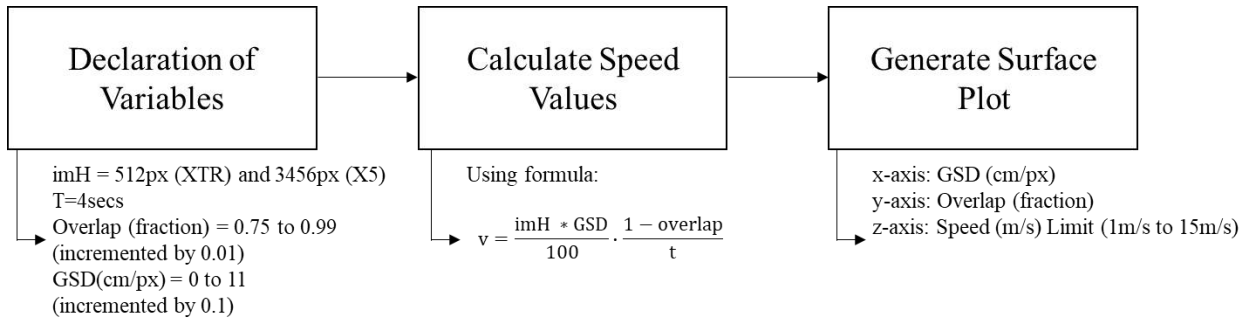 Declaration of
Variables
imH = 512px (XTR) and 3456px (X5)
T=4secs
Overlap (fraction) = 0.75 to 0.99
(incremented by 0.01)
GSD(cm/px) = 0 to 11
(incremented by 0.1)
Calculate Speed
Values
Using formula:
v = imH * GSD / 100 · 1 − overlap / t
Generate Surface
Plot
x-axis: GSD (cm/px)
y-axis: Overlap (fraction)
z-axis: Speed (m/s) Limit (1m/s to 15m/s)